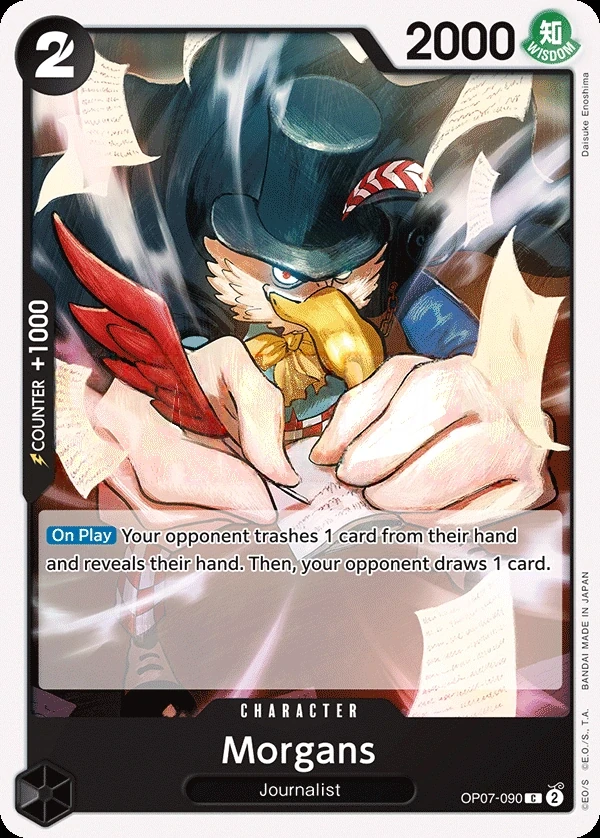 2
2000
知
WISDOM
Daisuke Enoshima
COUNTER +1000
On Play Your opponent trashes 1 card from their hand
and reveals their hand. Then, your opponent draws 1 card.
CHARACTER
Morgans
Journalist
OP07-090 C 2
©E.O./S., T.A. BANDAI MADE IN JAPAN
©EO/S